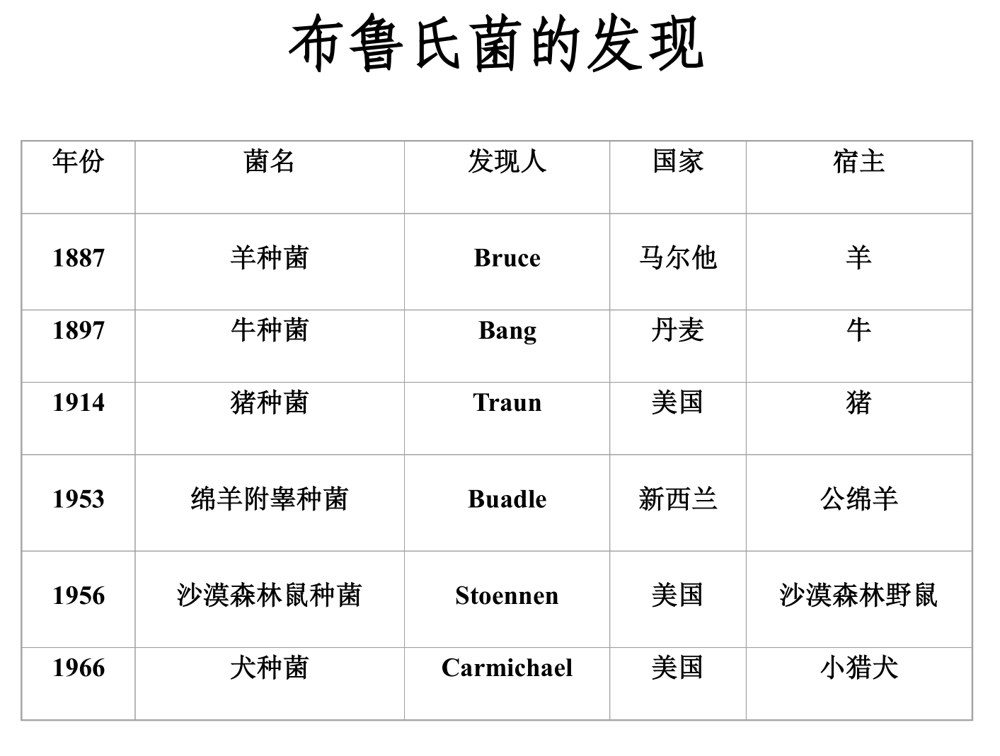 布鲁氏菌的发现
年份 菌名 发现人 国家 宿主
1887 羊种菌 Bruce 马尔他 羊
1897 牛种菌 Bang 丹麦 牛
1914 猪种菌 Traun 美国 猪
1953 绵羊附睾种菌 Buadle 新西兰 公绵羊
1956 沙漠森林鼠种菌 Stoennen 美国 沙漠森林野鼠
1966 犬种菌 Carmichael 美国 小猎犬